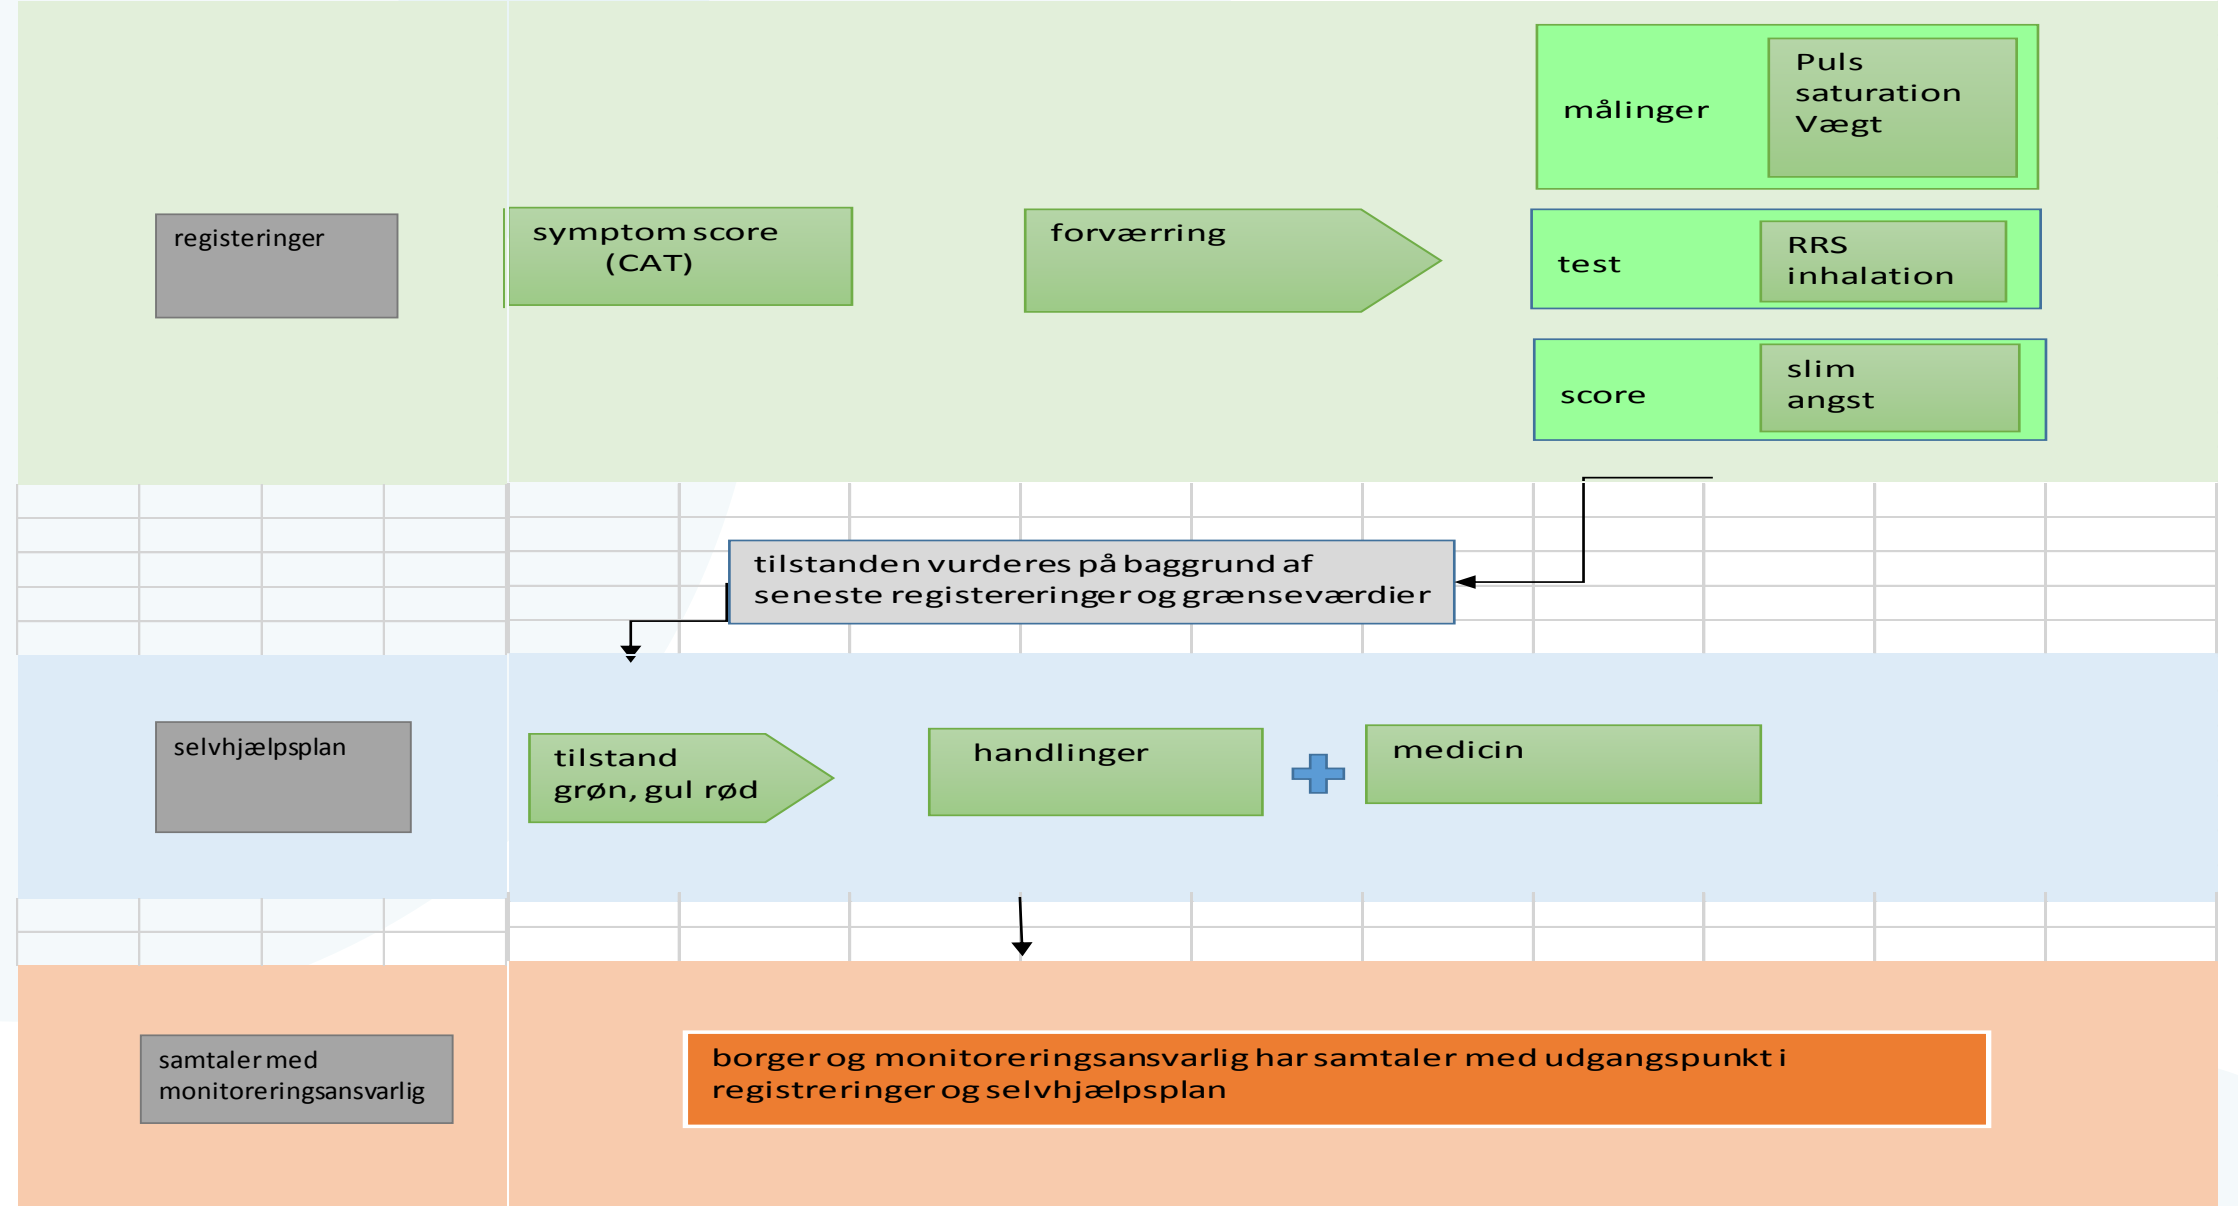 Puls
saturation
Vægt
målinger
registeringer
symptom score
(CAT)
forværring
test
RRS
inhalation
score
slim
angst
tilstanden vurderes på baggrund af
seneste registereringer og grænseværdier
selvhjælpsplan
tilstand
grøn, gul rød
handlinger
medicin
samtaler med
monitoreringsansvarlig
borger og monitoreringsansvarlig har samtaler med udgangspunkt i
registreringer og selvhjælpsplan